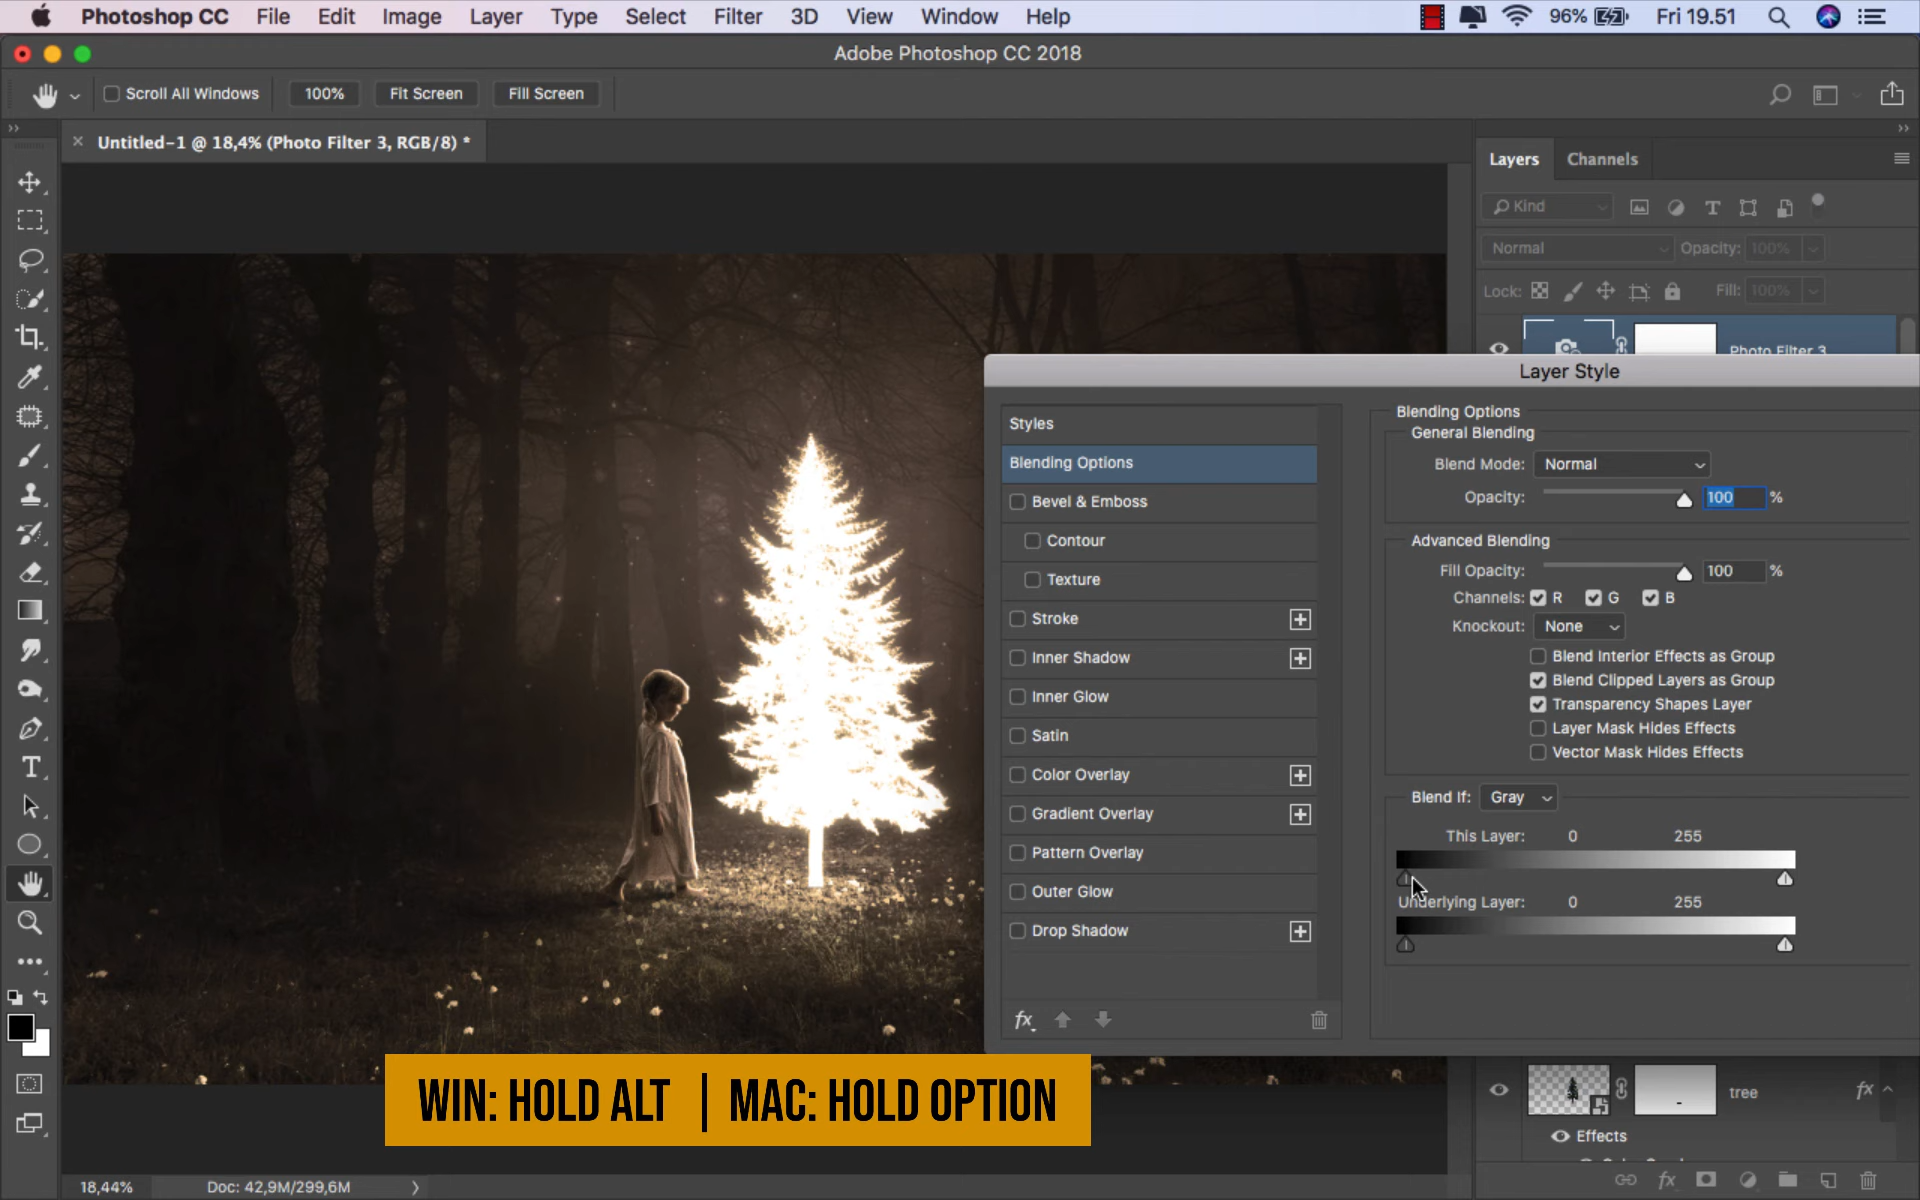 Photoshop CC File Edit Image Layer Type Select Filter 3D View Window Help 96% Fri 19.51
Adobe Photoshop CC 2018
Scroll All Windows 100% Fit Screen Fill Screen
Untitled-1 @ 18,4% (Photo Filter 3, RGB/8) *
Layers Channels
Kind
Normal Opacity: 100%
Lock: Fill: 100%
Photo Filter 3
Layer Style
Styles
Blending Options
Bevel & Emboss
Contour
Texture
Stroke
Inner Shadow
Inner Glow
Satin
Color Overlay
Gradient Overlay
Pattern Overlay
Outer Glow
Drop Shadow
fx
Blending Options
General Blending
Blend Mode: Normal
Opacity: 100 %
Advanced Blending
Fill Opacity: 100 %
Channels: R G B
Knockout: None
Blend Interior Effects as Group
Blend Clipped Layers as Group
Transparency Shapes Layer
Layer Mask Hides Effects
Vector Mask Hides Effects
Blend If: Gray
This Layer: 0 255
Underlying Layer: 0 255
WIN: HOLD ALT | MAC: HOLD OPTION
tree fx
Effects
18,44% Doc: 42,9M/299,6M
fx